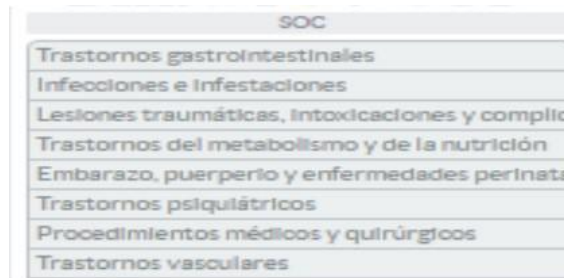 SOC
Trastornos gastrointestinales
Infecciones e infestaciones
Lesiones traumáticas, intoxicaciones y complic
Trastornos del metabolismo y de la nutrición
Embarazo, puerperio y enfermedades perinata
Trastornos psiquiátricos
Procedimientos médicos y quirúrgicos
Trastornos vasculares